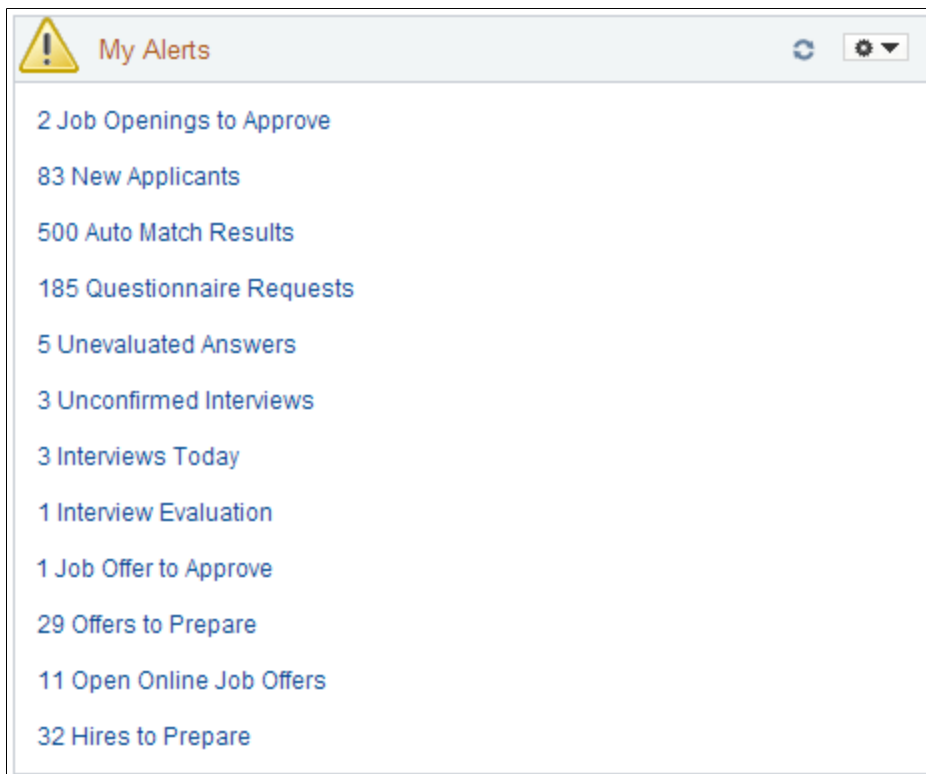 My Alerts
2 Job Openings to Approve
83 New Applicants
500 Auto Match Results
185 Questionnaire Requests
5 Unevaluated Answers
3 Unconfirmed Interviews
3 Interviews Today
1 Interview Evaluation
1 Job Offer to Approve
29 Offers to Prepare
11 Open Online Job Offers
32 Hires to Prepare